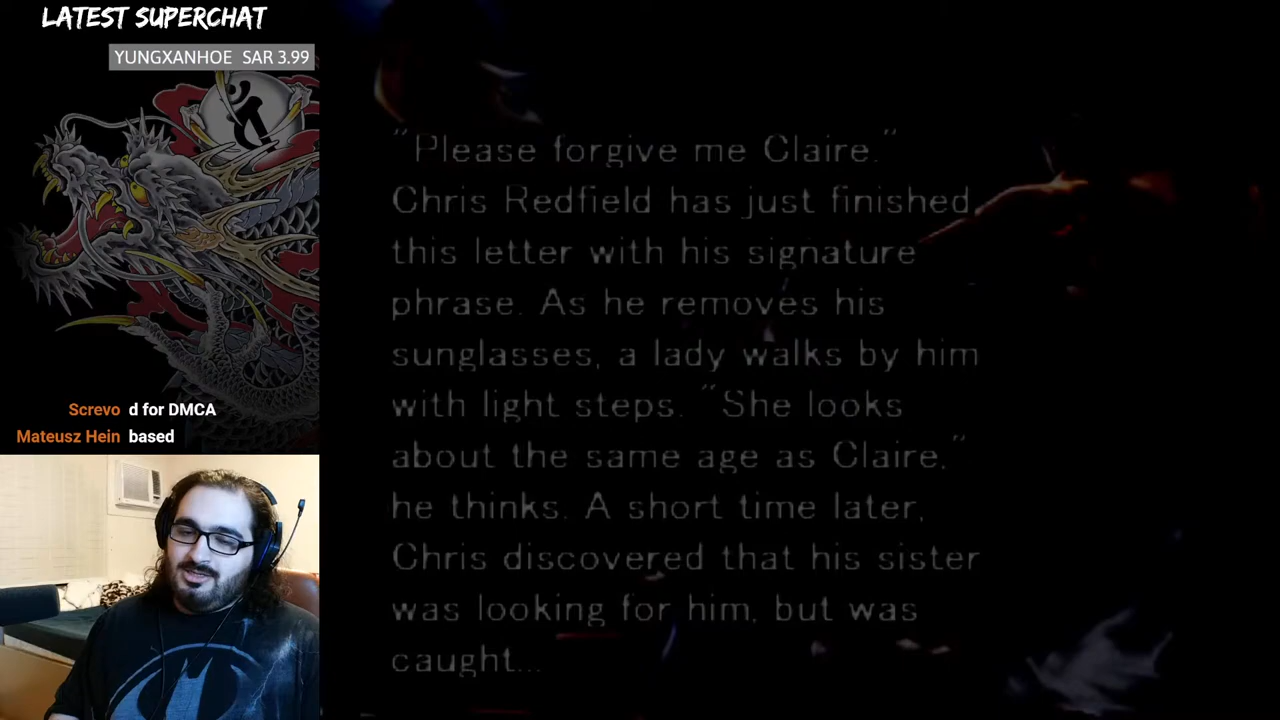 LATEST SUPERCHAT
YUNGXANHOE SAR 3.99
Screvo d for DMCA
Mateusz Hein based
"Please forgive me Claire."
Chris Redfield has just finished
this letter with his signature
phrase. As he removes his
sunglasses, a lady walks by him
with light steps. "She looks
about the same age as Claire,"
he thinks. A short time later,
Chris discovered that his sister
was looking for him, but was
caught...